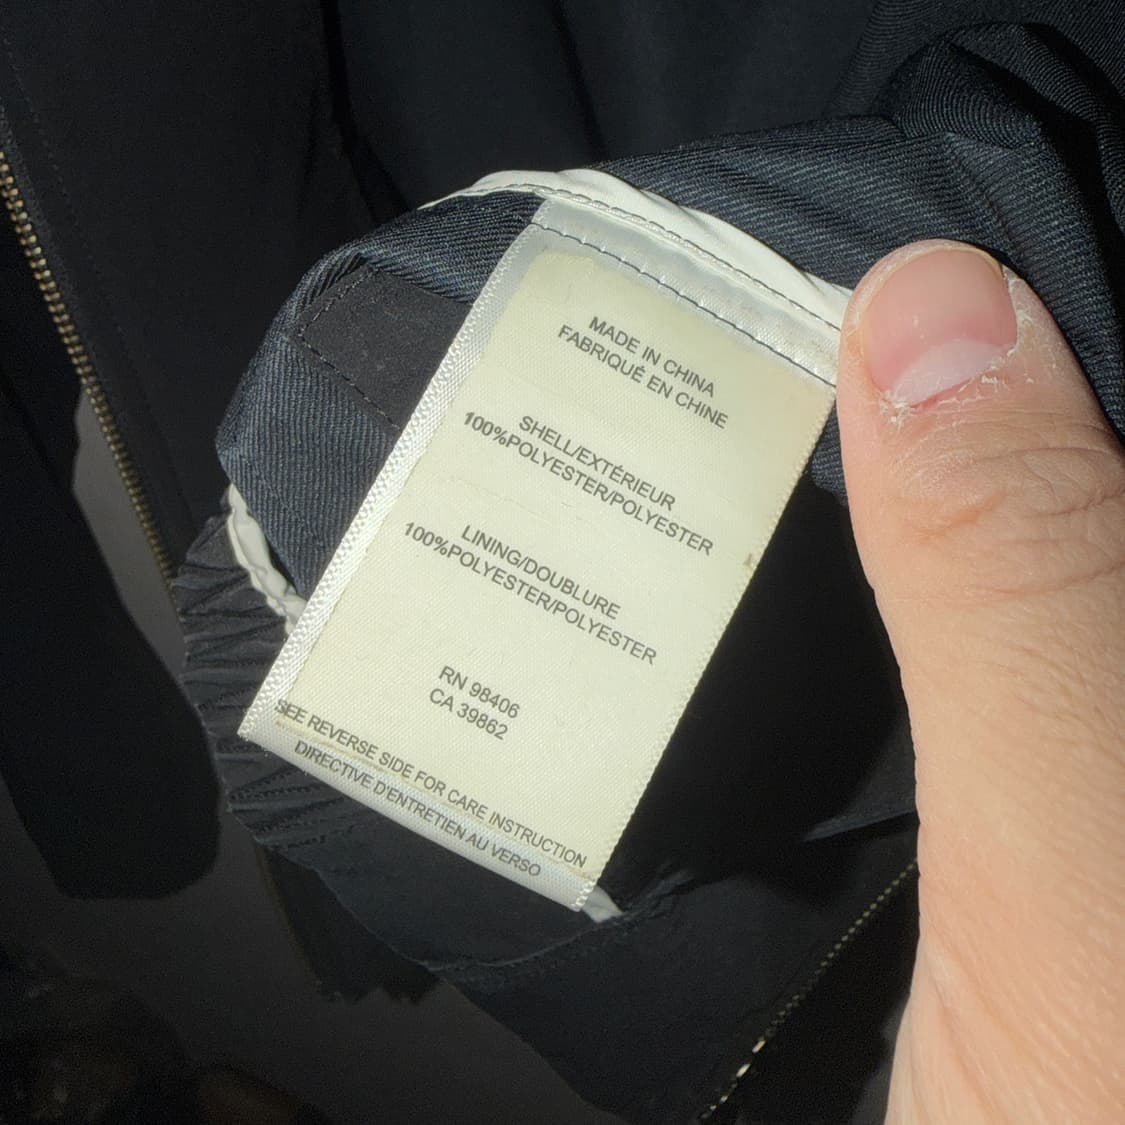 MADE IN CHINA
FABRIQUÉ EN CHINE
SHELL/EXTÉRIEUR
100%POLYESTER/POLYESTER
LINING/DOUBLURE
100%POLYESTER/POLYESTER
RN 98406
CA 39862
SEE REVERSE SIDE FOR CARE INSTRUCTION
DIRECTIVE D'ENTRETIEN AU VERSO